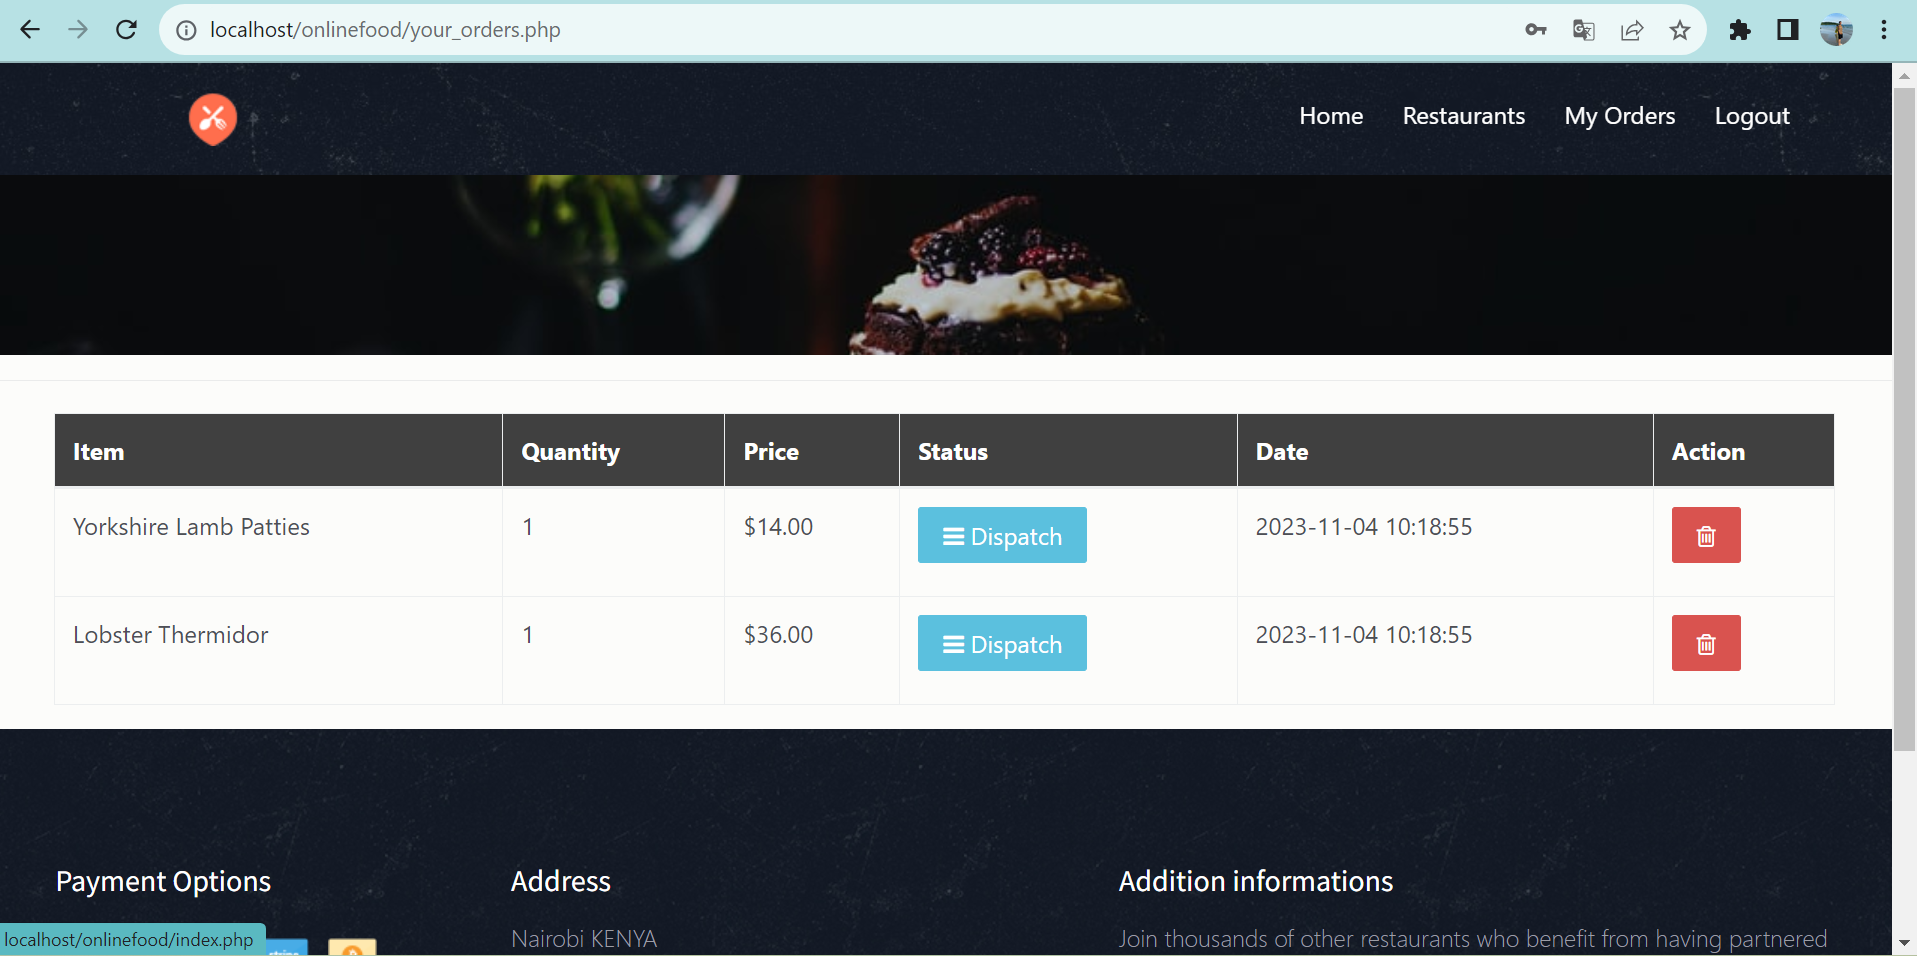 localhost/onlinefood/your_orders.php
Home Restaurants My Orders Logout
Item Quantity Price Status Date Action
Yorkshire Lamb Patties 1 $14.00 Dispatch 2023-11-04 10:18:55
Lobster Thermidor 1 $36.00 Dispatch 2023-11-04 10:18:55
Payment Options Address Addition informations
Nairobi KENYA Join thousands of other restaurants who benefit from having partnered
localhost/onlinefood/index.php